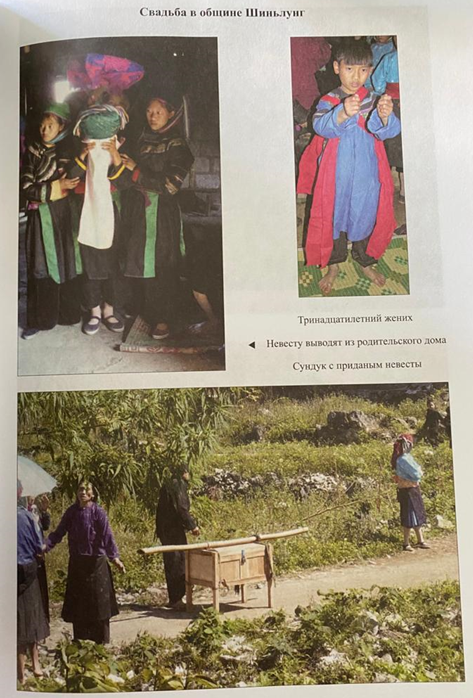 Свадьба в общине Шиньлунг
Тринадцатилетний жених
Невесту выводят из родительского дома
Сундук с приданым невесты